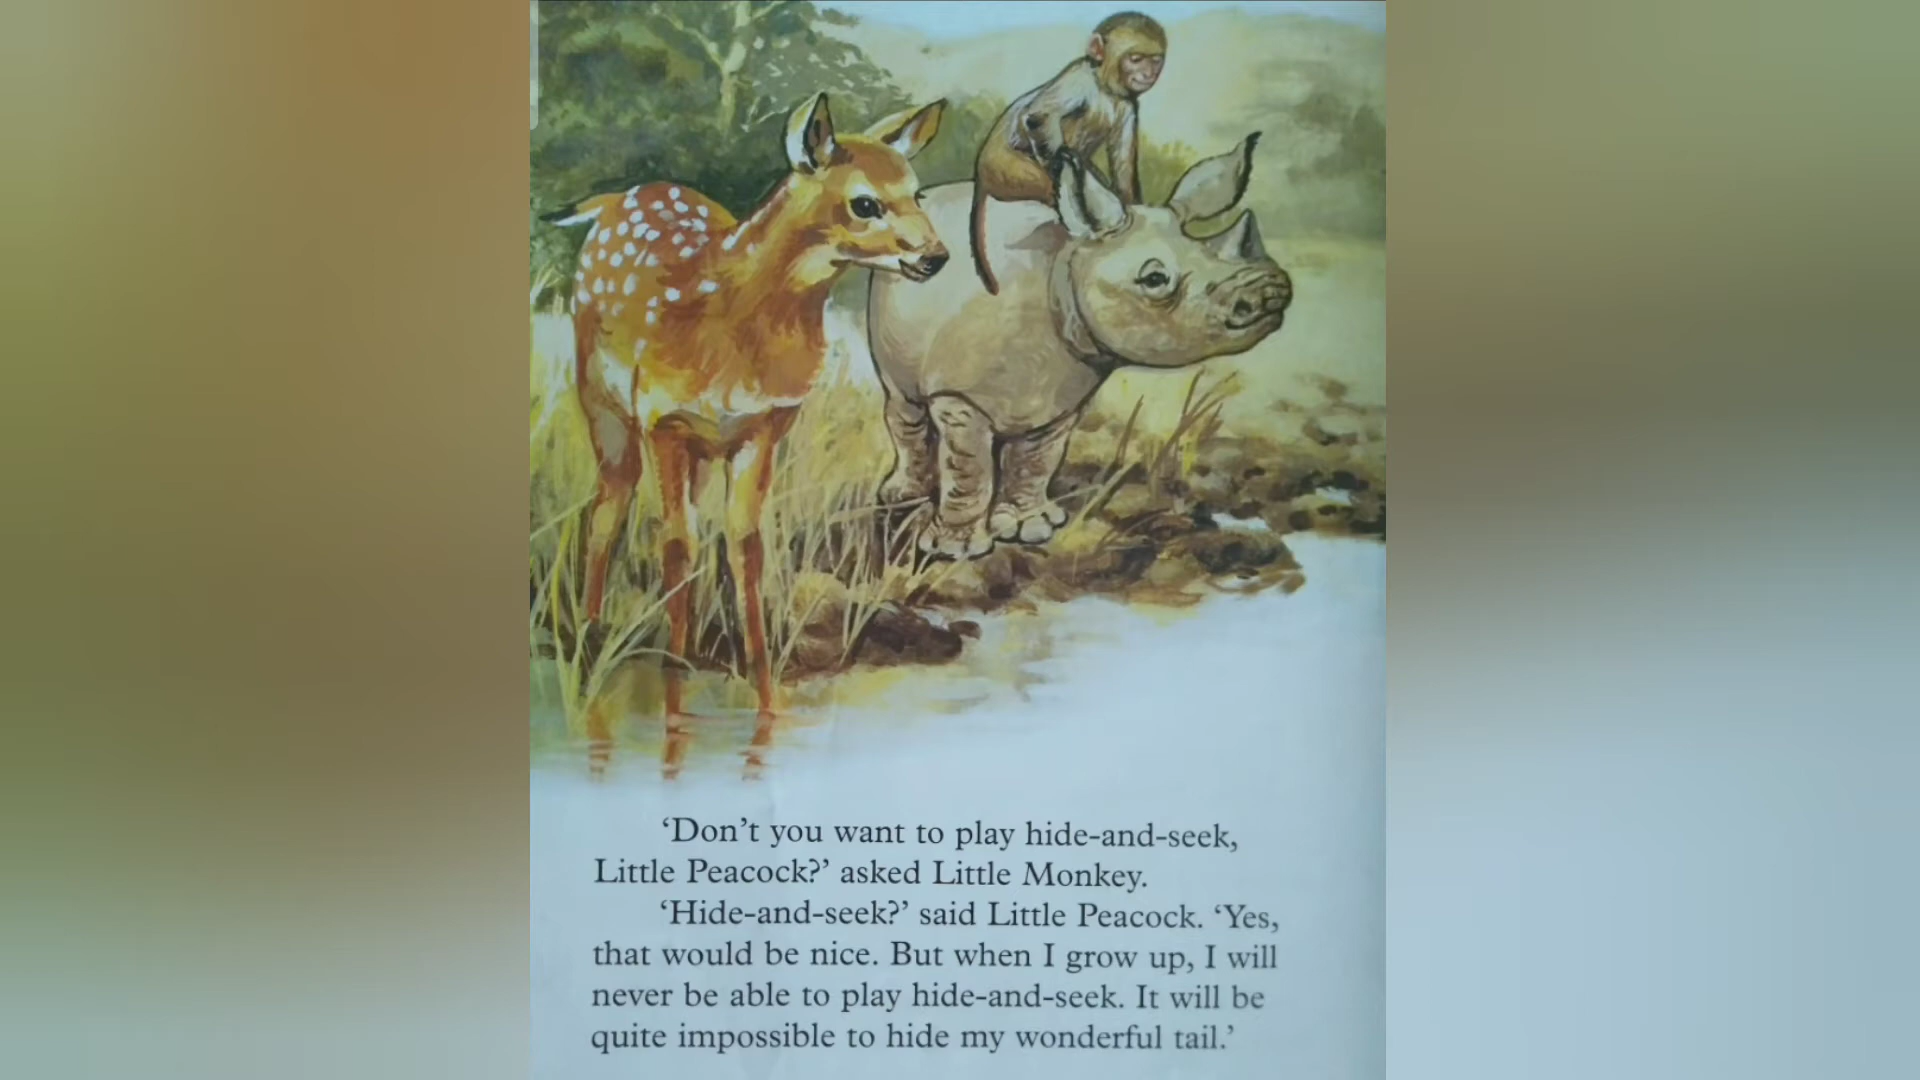 ‘Don’t you want to play hide-and-seek,
Little Peacock?’ asked Little Monkey.
‘Hide-and-seek?’ said Little Peacock. ‘Yes,
that would be nice. But when I grow up, I will
never be able to play hide-and-seek. It will be
quite impossible to hide my wonderful tail.’